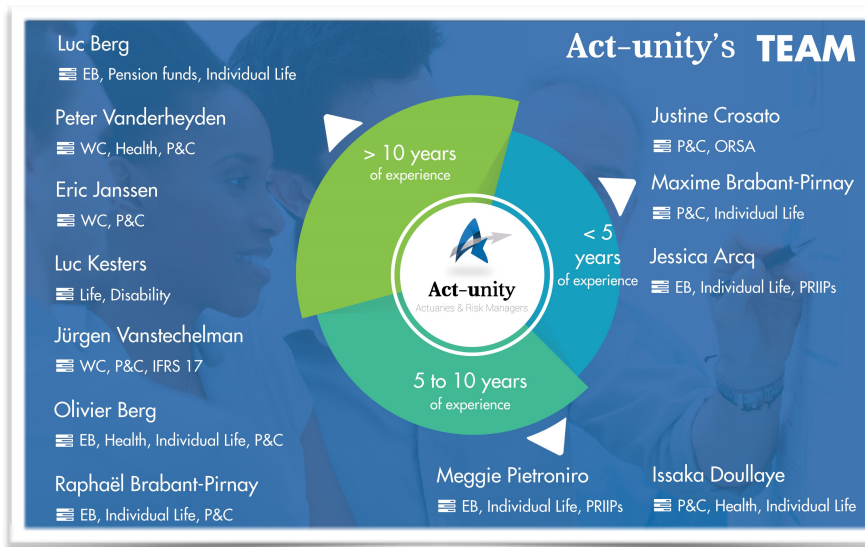 Act-unity's TEAM
Luc Berg
EB, Pension funds, Individual Life
Peter Vanderheyden
WC, Health, P&C
Eric Janssen
WC, P&C
Luc Kesters
Life, Disability
Jürgen Vanstechelman
WC, P&C, IFRS 17
Olivier Berg
EB, Health, Individual Life, P&C
Raphaël Brabant-Pirnay
EB, Individual Life, P&C
> 10 years
of experience
< 5
years
of experience
Act-unity
Actuaries & Risk Managers
5 to 10 years
of experience
Justine Crosato
P&C, ORSA
Maxime Brabant-Pirnay
P&C, Individual Life
Jessica Arcq
EB, Individual Life, PRIIPs
Meggie Pietroniro
EB, Individual Life, PRIIPs
Issaka Doullaye
P&C, Health, Individual Life